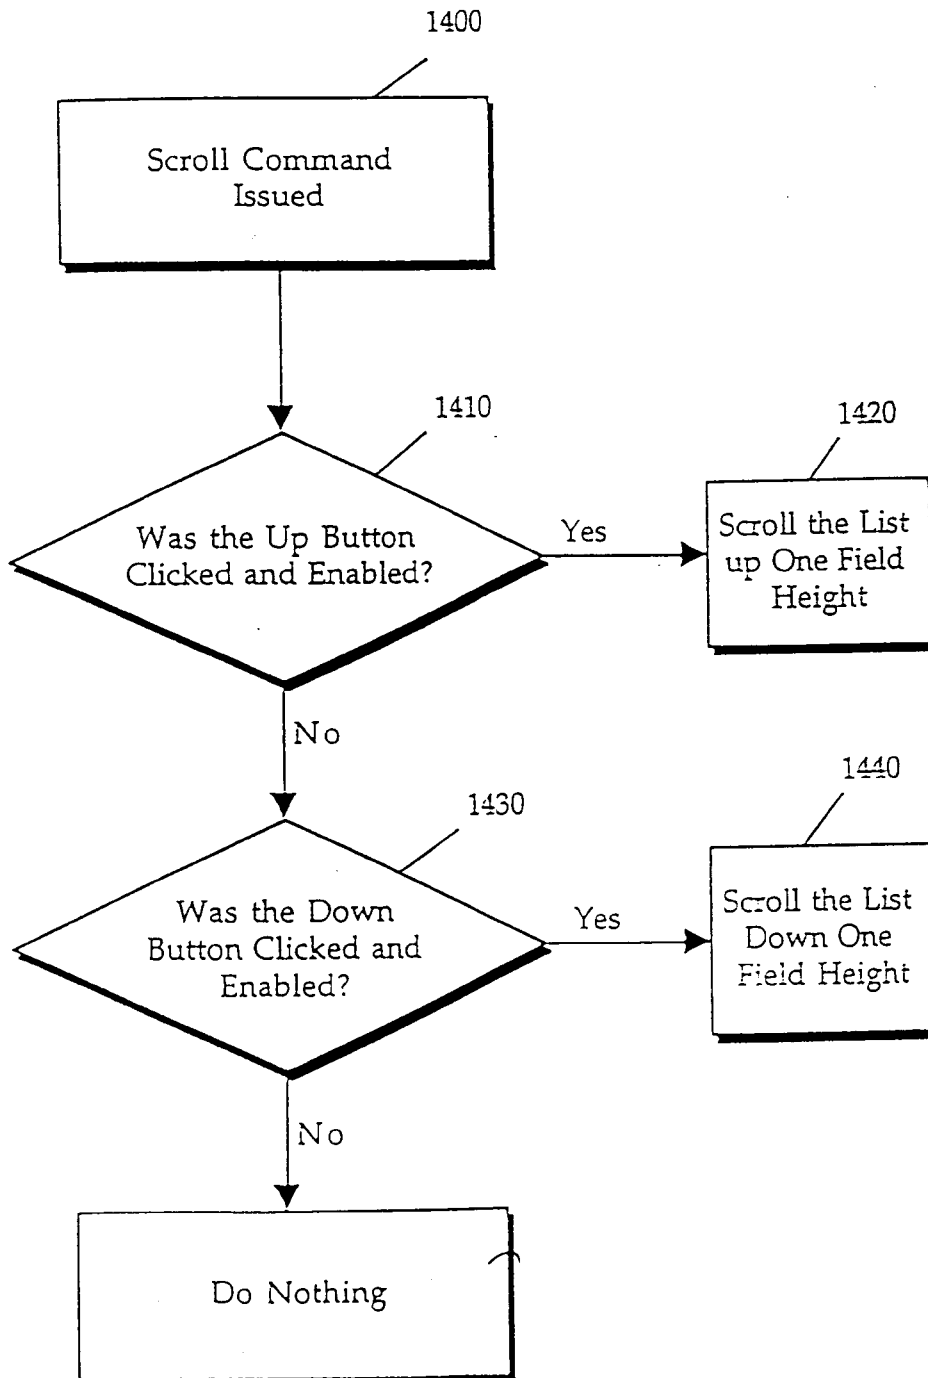 1400
Scroll Command
Issued
1410
Was the Up Button
Clicked and Enabled?
Yes
1420
Scroll the List
up One Field
Height
No
1430
Was the Down
Button Clicked and
Enabled?
Yes
1440
Scroll the List
Down One
Field Height
No
Do Nothing